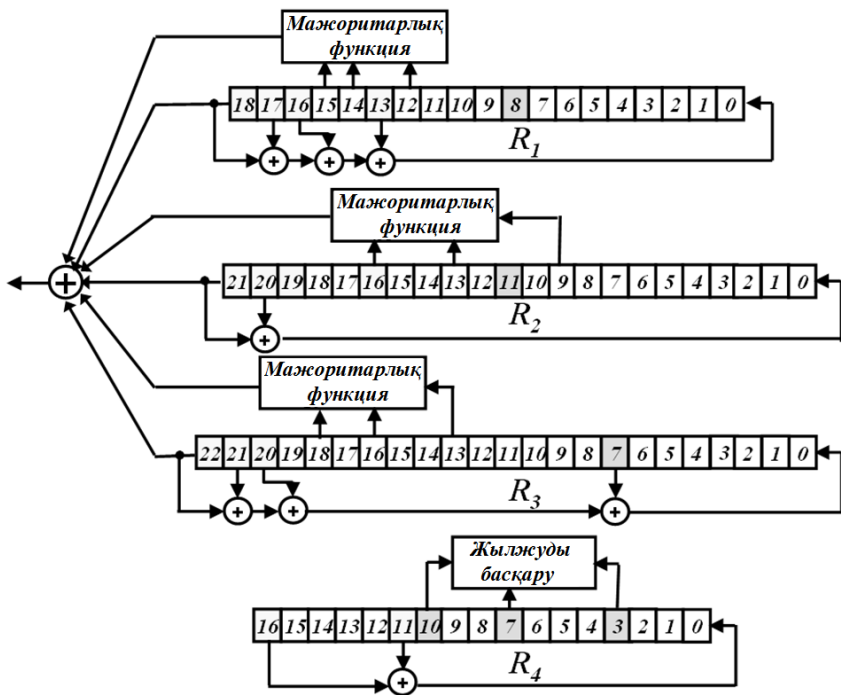 Мажоритарлық
функция
18 17 16 15 14 13 12 11 10 9 8 7 6 5 4 3 2 1 0
R1
+ + +
Мажоритарлық
функция
21 20 19 18 17 16 15 14 13 12 11 10 9 8 7 6 5 4 3 2 1 0
+
R2
+
Мажоритарлық
функция
22 21 20 19 18 17 16 15 14 13 12 11 10 9 8 7 6 5 4 3 2 1 0
R3
+ + +
Жылжуды
басқару
16 15 14 13 12 11 10 9 8 7 6 5 4 3 2 1 0
R4
+